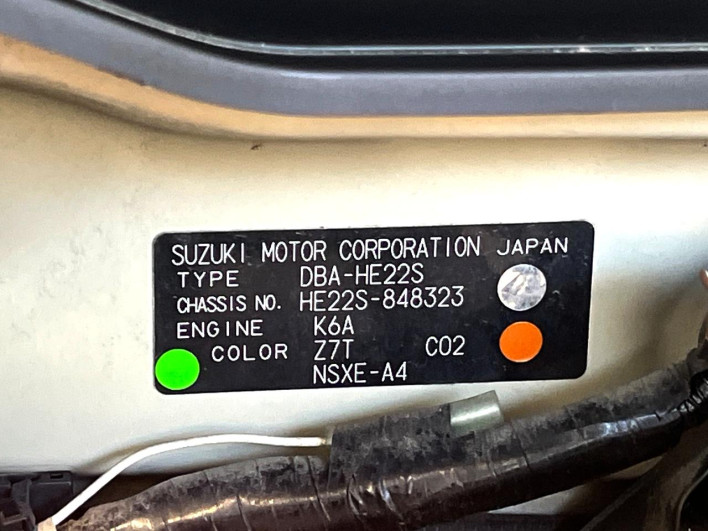 SUZUKI MOTOR CORPORATION JAPAN
TYPE DBA-HE22S
CHASSIS NO. HE22S-848323
ENGINE K6A
COLOR Z7T C02
NSXE-A4